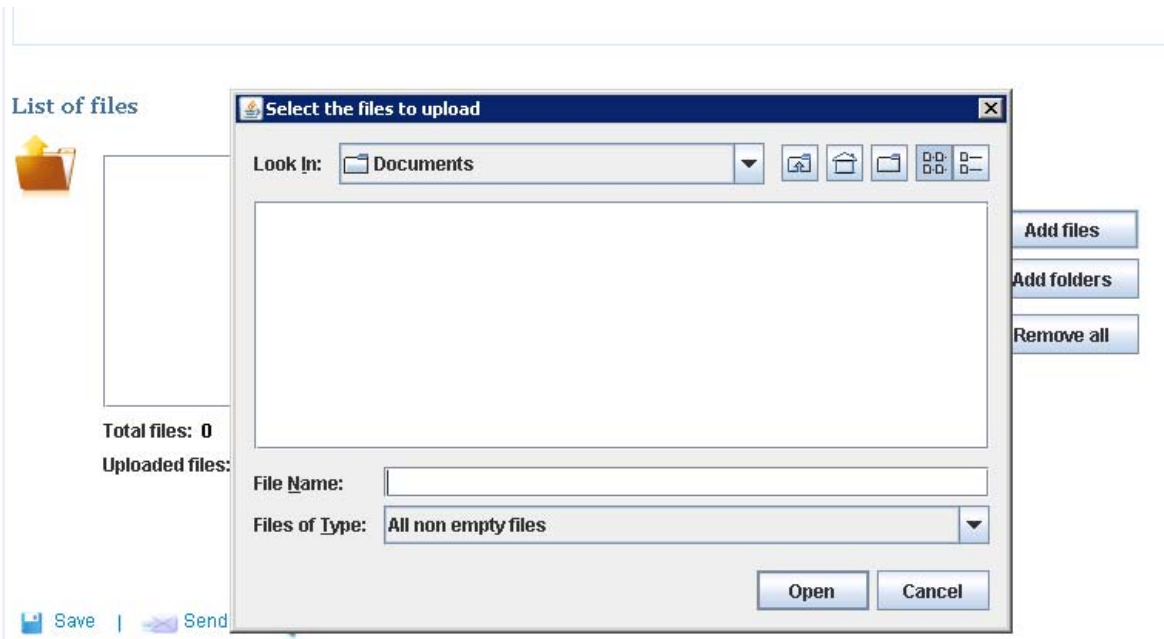 List of files
Select the files to upload
Look In: Documents
Add files
Add folders
Remove all
Total files: 0
Uploaded files:
File Name:
Files of Type: All non empty files
Open Cancel
Save | Send